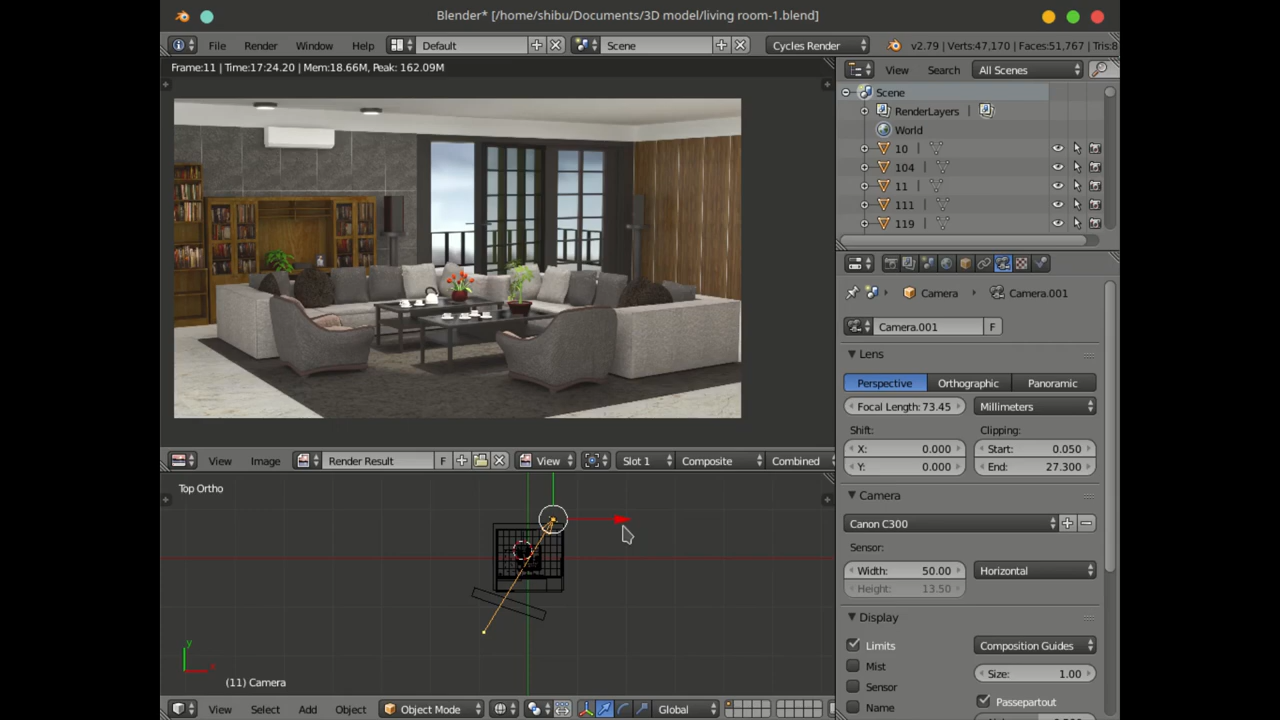 Blender* [/home/shibu/Documents/3D model/living room-1.blend]
File Render Window Help Default Scene Cycles Render v2.79 | Verts:47,170 | Faces:51,767 | Tris:8
Frame:11 | Time:17:24.20 | Mem:18.66M, Peak: 162.09M
View Search All Scenes
Scene
RenderLayers
World
10
104
11
111
119
Camera Camera.001
Camera.001 F
Lens
Perspective Orthographic Panoramic
Focal Length: 73.45 Millimeters
Shift: Clipping:
X: 0.000 Start: 0.050
Y: 0.000 End: 27.300
View Image Render Result F View Slot 1 Composite Combined
Top Ortho
Camera
Canon C300
Sensor:
Width: 50.00 Horizontal
Height: 13.50
Display
Limits Composition Guides
Mist
Size: 1.00
Sensor
Passepartout
Name
y
x
(11) Camera
View Select Add Object Object Mode Global